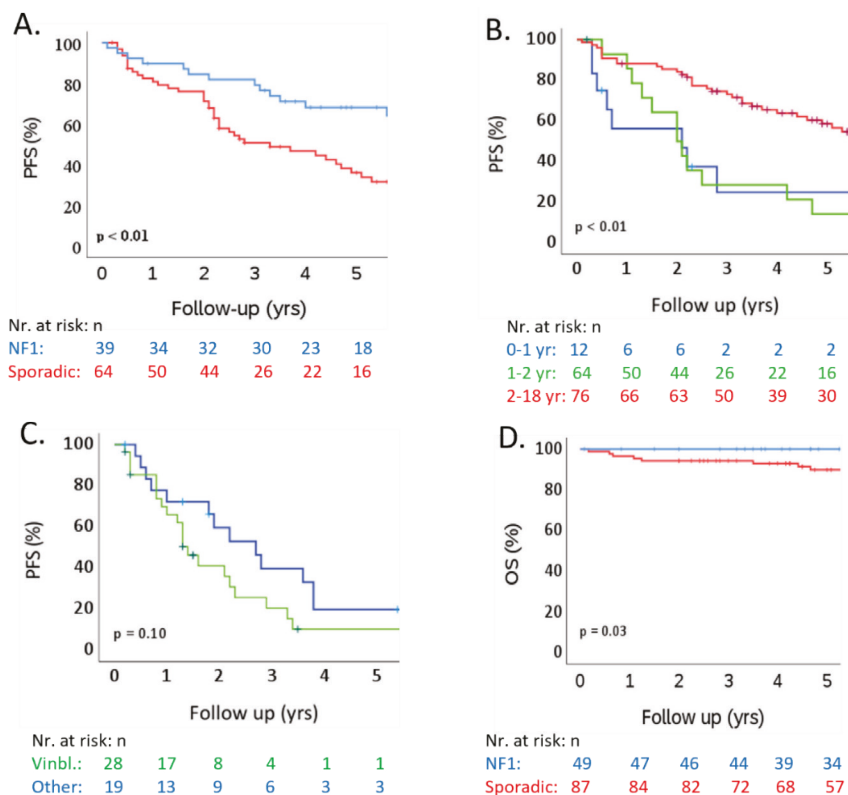 A.
100
80
60
40
20
0
PFS (%)
p < 0.01
0 1 2 3 4 5
Follow-up (yrs)
Nr. at risk: n
NF1: 39 34 32 30 23 18
Sporadic: 64 50 44 26 22 16
B.
100
80
60
40
20
0
PFS (%)
p < 0.01
0 1 2 3 4 5
Follow up (yrs)
Nr. at risk: n
0-1 yr: 12 6 6 2 2 2
1-2 yr: 64 50 44 26 22 16
2-18 yr: 76 66 63 50 39 30
C.
100
80
60
40
20
0
PFS (%)
p = 0.10
0 1 2 3 4 5
Follow up (yrs)
Nr. at risk: n
Vinbl.: 28 17 8 4 1 1
Other: 19 13 9 6 3 3
D.
100
80
60
40
20
0
OS (%)
p = 0.03
0 1 2 3 4 5
Follow up (yrs)
Nr. at risk: n
NF1: 49 47 46 44 39 34
Sporadic: 87 84 82 72 68 57